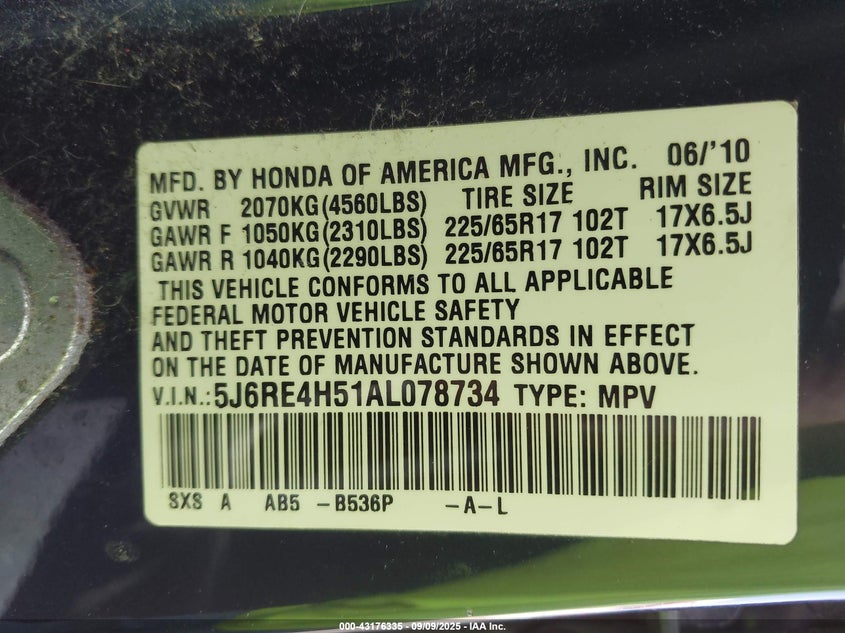 MFD. BY HONDA OF AMERICA MFG., INC. 06/'10
GVWR 2070KG(4560LBS) TIRE SIZE RIM SIZE
GAWR F 1050KG(2310LBS) 225/65R17 102T 17X6.5J
GAWR R 1040KG(2290LBS) 225/65R17 102T 17X6.5J
THIS VEHICLE CONFORMS TO ALL APPLICABLE
FEDERAL MOTOR VEHICLE SAFETY
AND THEFT PREVENTION STANDARDS IN EFFECT
ON THE DATE OF MANUFACTURE SHOWN ABOVE.
V.I.N.:5J6RE4H51AL078734 TYPE: MPV
SXS A AB5 -B536P -A-L
000-43176335 - 09/09/2025 - IAA Inc.